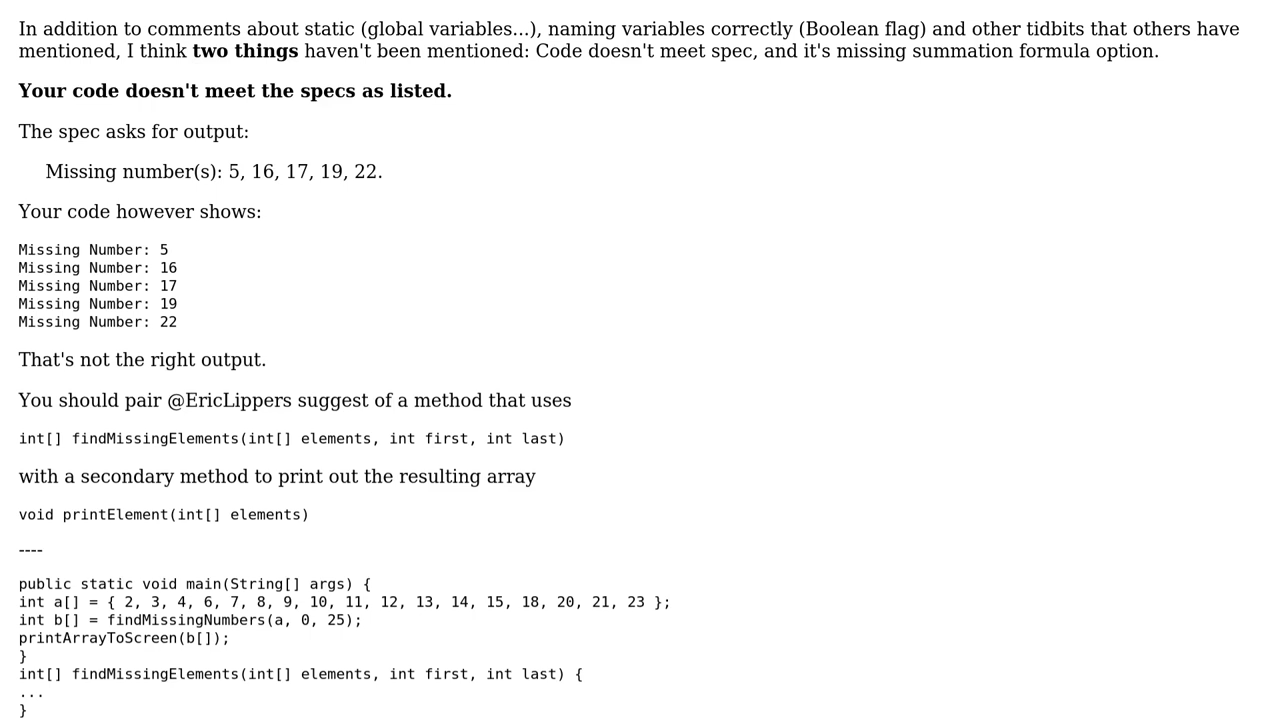 In addition to comments about static (global variables...), naming variables correctly (Boolean flag) and other tidbits that others have
mentioned, I think two things haven't been mentioned: Code doesn't meet spec, and it's missing summation formula option.
Your code doesn't meet the specs as listed.
The spec asks for output:
Missing number(s): 5, 16, 17, 19, 22.
Your code however shows:
Missing Number: 5
Missing Number: 16
Missing Number: 17
Missing Number: 19
Missing Number: 22
That's not the right output.
You should pair @EricLippers suggest of a method that uses
int[] findMissingElements(int[] elements, int first, int last)
with a secondary method to print out the resulting array
void printElement(int[] elements)
----
public static void main(String[] args) {
int a[] = { 2, 3, 4, 6, 7, 8, 9, 10, 11, 12, 13, 14, 15, 18, 20, 21, 23 };
int b[] = findMissingNumbers(a, 0, 25);
printArrayToScreen(b[]);
}
int[] findMissingElements(int[] elements, int first, int last) {
...
}